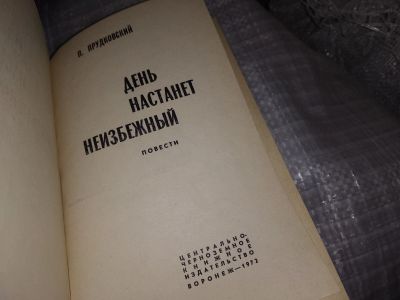 П. ПРУДКОВСКИЙ
ДЕНЬ
НАСТАНЕТ
НЕИЗБЕЖНЫЙ
ПОВЕСТИ
ЦЕНТРАЛЬНО-
ЧЕРНОЗЕМНОЕ
КНИЖНОЕ
ИЗДАТЕЛЬСТВО
ВОРОНЕЖ—1972